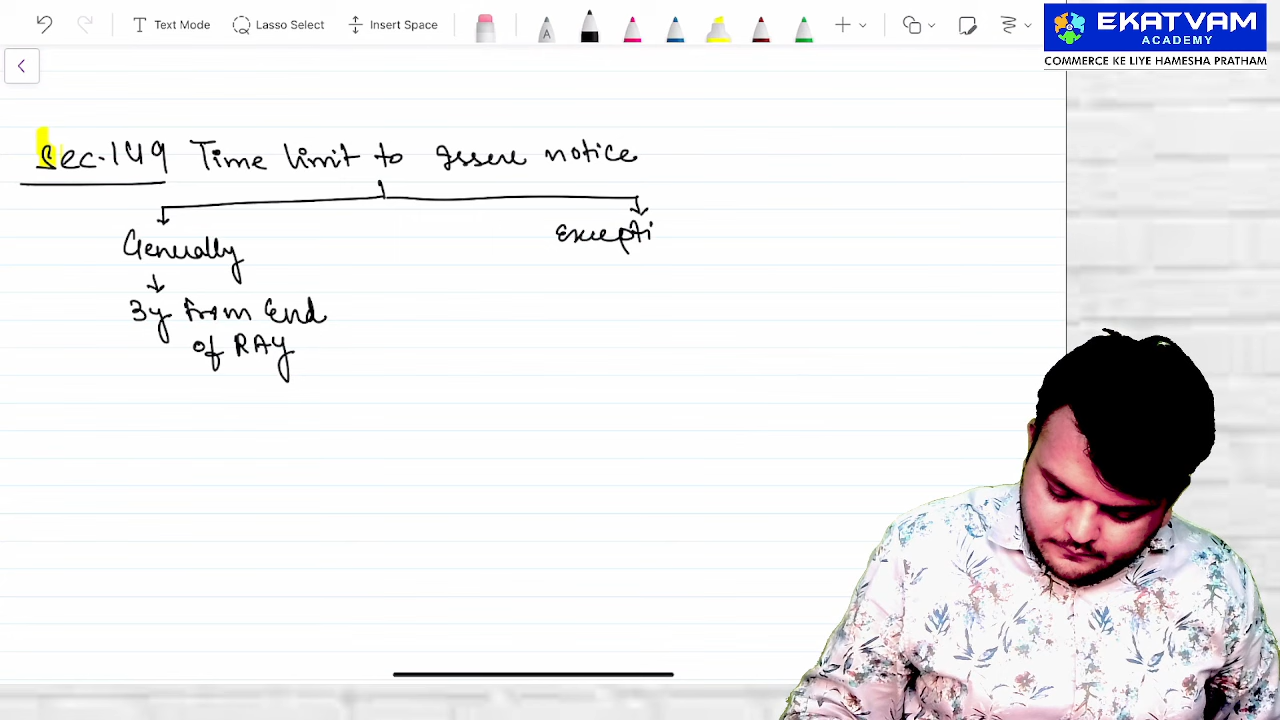 Text Mode
Lasso Select
Insert Space
A
EKATVAM
ACADEMY
COMMERCE KE LIYE HAMESHA PRATHAM
Sec-149 Time limit to Issue notice
Generally
Excepti
3y From End
of RAY